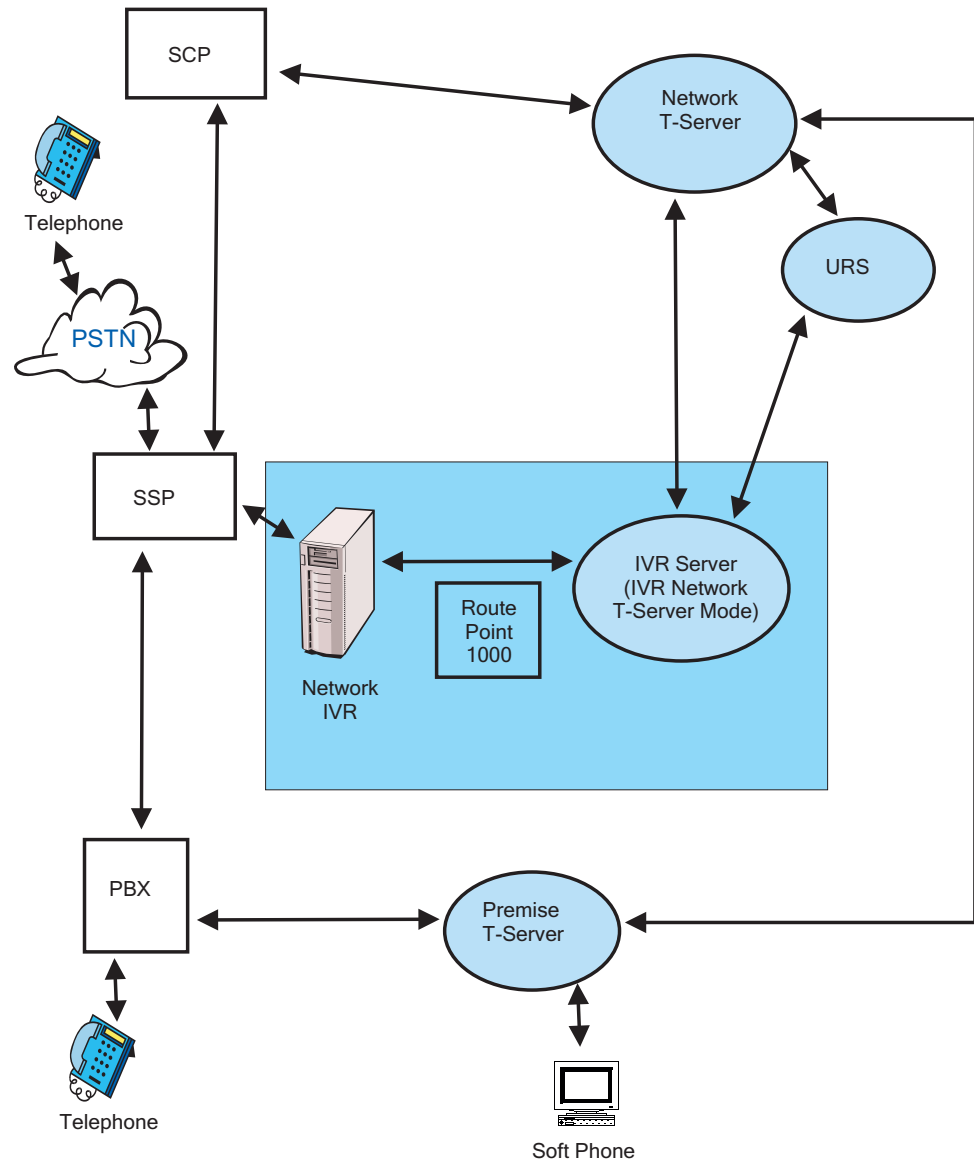 SCP
Network
T-Server
Telephone
URS
PSTN
SSP
IVR Server
(IVR Network
T-Server Mode)
Route
Point
1000
Network
IVR
PBX
Premise
T-Server
Telephone
Soft Phone